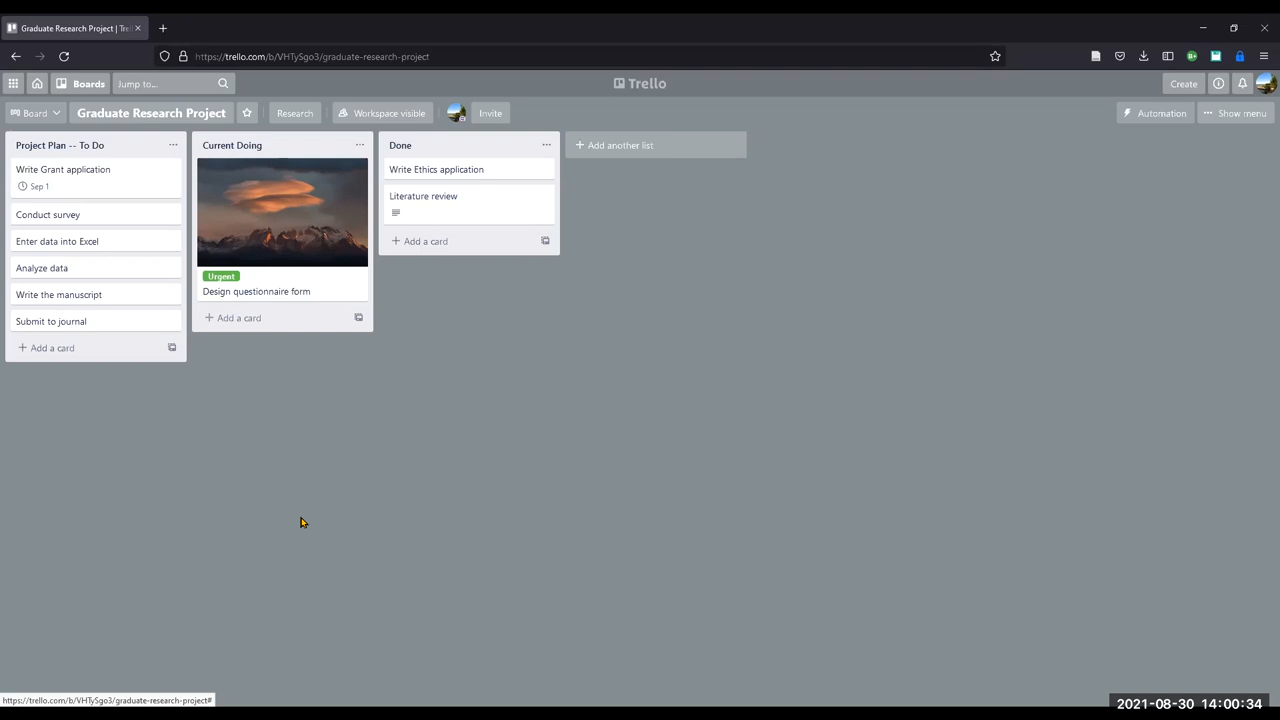 Graduate Research Project | Tre
https://trello.com/b/VHTySgo3/graduate-research-project
Boards
Jump to...
Trello
Create
Board
Graduate Research Project
Research
Workspace visible
Invite
Automation
Show menu
Project Plan -- To Do
Write Grant application
Sep 1
Conduct survey
Enter data into Excel
Analyze data
Write the manuscript
Submit to journal
Add a card
Current Doing
Urgent
Design questionnaire form
Add a card
Done
Write Ethics application
Literature review
Add a card
Add another list
https://trello.com/b/VHTySgo3/graduate-research-project#
2021-08-30 14:00:34